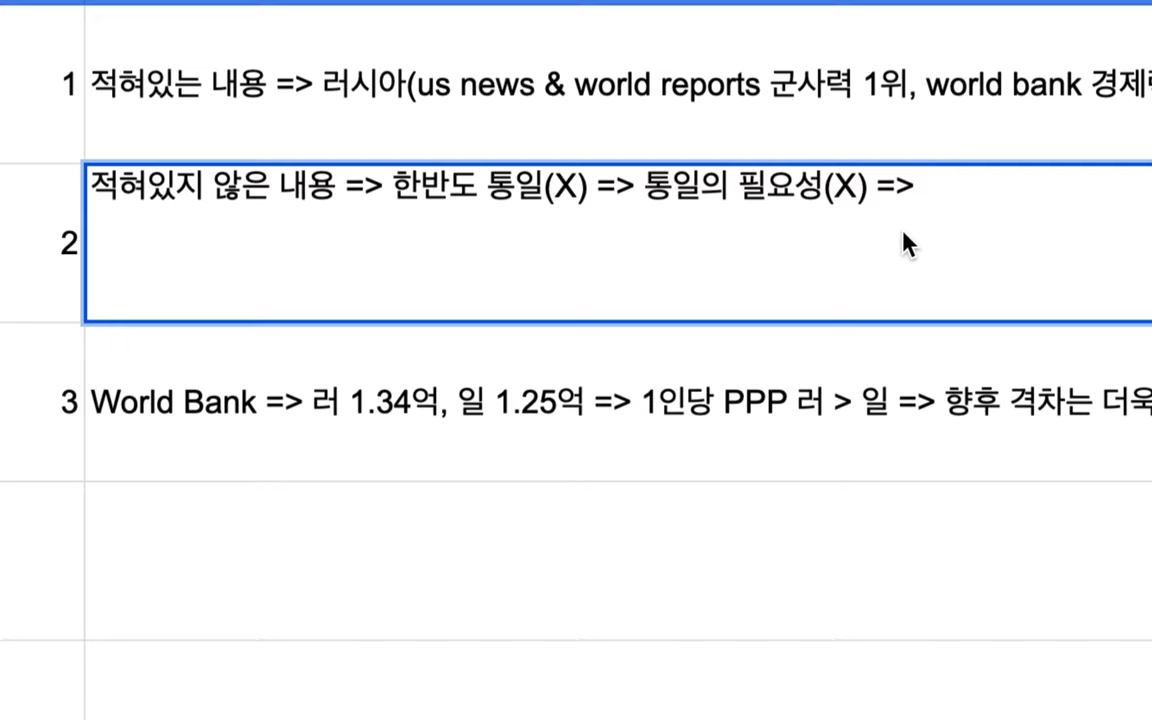 1 적혀있는 내용 => 러시아(us news & world reports 군사력 1위, world bank 경제
적혀있지 않은 내용 => 한반도 통일(X) => 통일의 필요성(X) =>
2
3 World Bank => 러 1.34억, 일 1.25억 => 1인당 PPP 러 > 일 => 향후 격차는 더욱